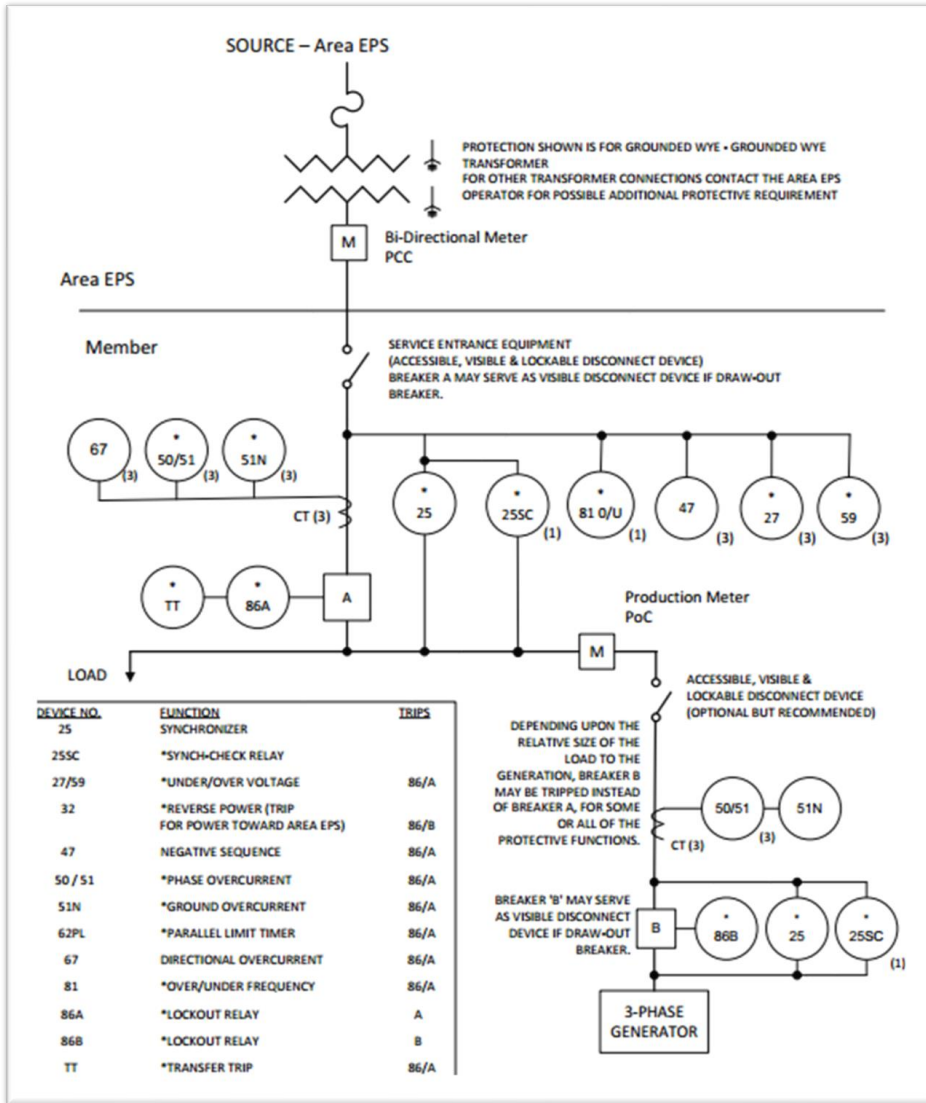 SOURCE – Area EPS
PROTECTION SHOWN IS FOR GROUNDED WYE - GROUNDED WYE
TRANSFORMER
FOR OTHER TRANSFORMER CONNECTIONS CONTACT THE AREA EPS
OPERATOR FOR POSSIBLE ADDITIONAL PROTECTIVE REQUIREMENT
M
Bi-Directional Meter
PCC
Area EPS
Member
SERVICE ENTRANCE EQUIPMENT
(ACCESSIBLE, VISIBLE & LOCKABLE DISCONNECT DEVICE)
BREAKER A MAY SERVE AS VISIBLE DISCONNECT DEVICE IF DRAW-OUT
BREAKER.
67
(3)
*
50/51
(3)
*
51N
(3)
CT (3)
*
25
*
25SC
(1)
*
81 O/U
(1)
47
(3)
*
27
(3)
*
59
(3)
*
TT
*
86A
A
Production Meter
PoC
M
LOAD
ACCESSIBLE, VISIBLE &
LOCKABLE DISCONNECT DEVICE
(OPTIONAL BUT RECOMMENDED)
DEVICE NO. FUNCTION TRIPS
25 SYNCHRONIZER
25SC *SYNCH-CHECK RELAY
27/59 *UNDER/OVER VOLTAGE 86/A
32 *REVERSE POWER (TRIP
FOR POWER TOWARD AREA EPS) 86/B
47 NEGATIVE SEQUENCE 86/A
50 / 51 *PHASE OVERCURRENT 86/A
51N *GROUND OVERCURRENT 86/A
62PL *PARALLEL LIMIT TIMER 86/A
67 DIRECTIONAL OVERCURRENT 86/A
81 *OVER/UNDER FREQUENCY 86/A
86A *LOCKOUT RELAY A
86B *LOCKOUT RELAY B
TT *TRANSFER TRIP 86/A
DEPENDING UPON THE
RELATIVE SIZE OF THE
LOAD TO THE
GENERATION, BREAKER B
MAY BE TRIPPED INSTEAD
OF BREAKER A, FOR SOME
OR ALL OF THE
PROTECTIVE FUNCTIONS.
CT (3)
50/51
(3)
51N
BREAKER 'B' MAY SERVE
AS VISIBLE DISCONNECT
DEVICE IF DRAW-OUT
BREAKER.
B
*
86B
*
25
*
25SC
(1)
3-PHASE
GENERATOR